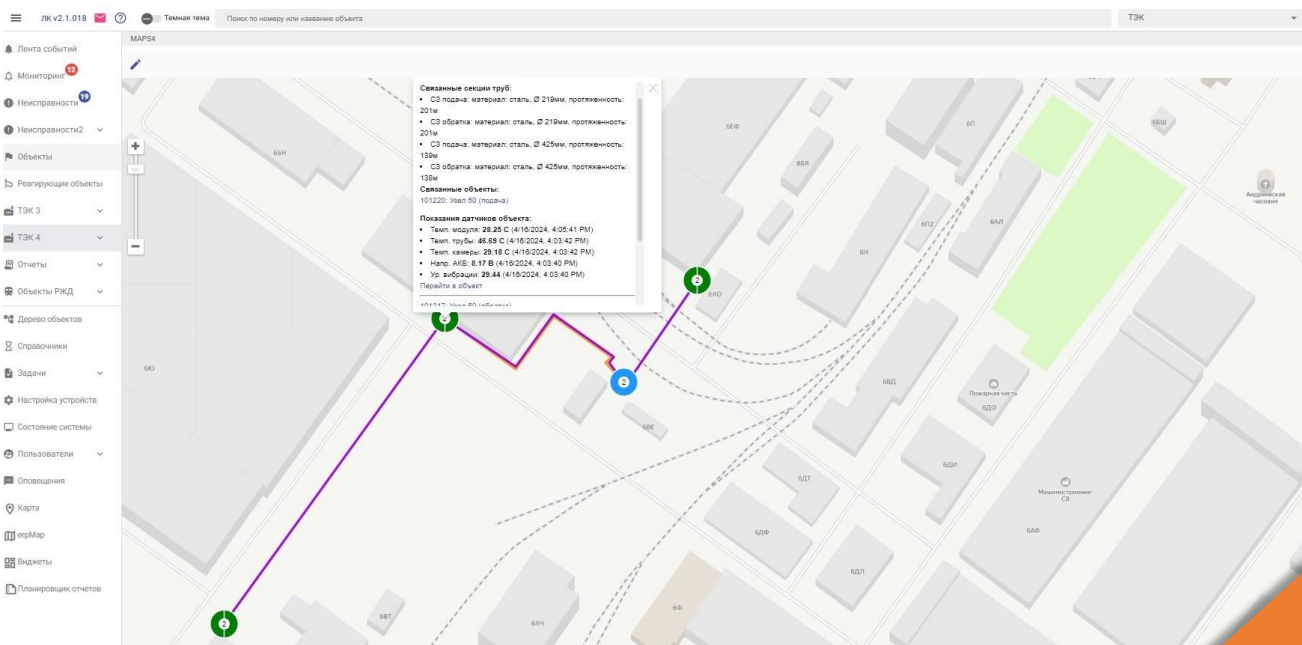 ЛК v2.1.018
Темная тема
Поиск по номеру или названию объекта
ТЭК
MAPS4
Лента событий
Мониторинг 12
Неисправности 19
Неисправности2
Объекты
Реагирующие объекты
ТЭК 3
ТЭК 4
Отчеты
Объекты РЖД
Дерево объектов
Справочники
Задачи
Настройка устройств
Состояние системы
Пользователи
Оповещения
Карта
erpMap
Виджеты
Планировщик отчетов
Связанные секции труб:
• СЗ подача: материал: сталь, Ø 219мм, протяженность:
201м
• СЗ обратка: материал: сталь, Ø 219мм, протяженность:
201м
• СЗ подача: материал: сталь, Ø 425мм, протяженность:
139м
• СЗ обратка: материал: сталь, Ø 425мм, протяженность:
138м
Связанные объекты:
101220: Узел 50 (подача)
Показания датчиков объекта:
• Темп. модуля: 28.25 C (4/16/2024, 4:05:41 PM)
• Темп. трубы: 46.69 C (4/16/2024, 4:03:42 PM)
• Темп. камеры: 29.18 C (4/16/2024, 4:03:42 PM)
• Напр. АКБ: 8.17 В (4/16/2024, 4:03:40 PM)
• Ур. вибрации: 29.44 (4/16/2024, 4:03:40 PM)
Перейти в объект
101217: Узел 50 (обратка)
66Н
6ЕФ
6П
6БШ
65Я
Андреевская
часовня
6П2
6АЛ
6Н
2
6АО
2
6Ю
2
6ВД
Пожарная часть
6ДО
6ВЕ
6ДИ
6ДТ
Машиностроение
СВ
6АФ
6ДФ
6ДЛ
6Ф
6ВТ
6АЧ
2